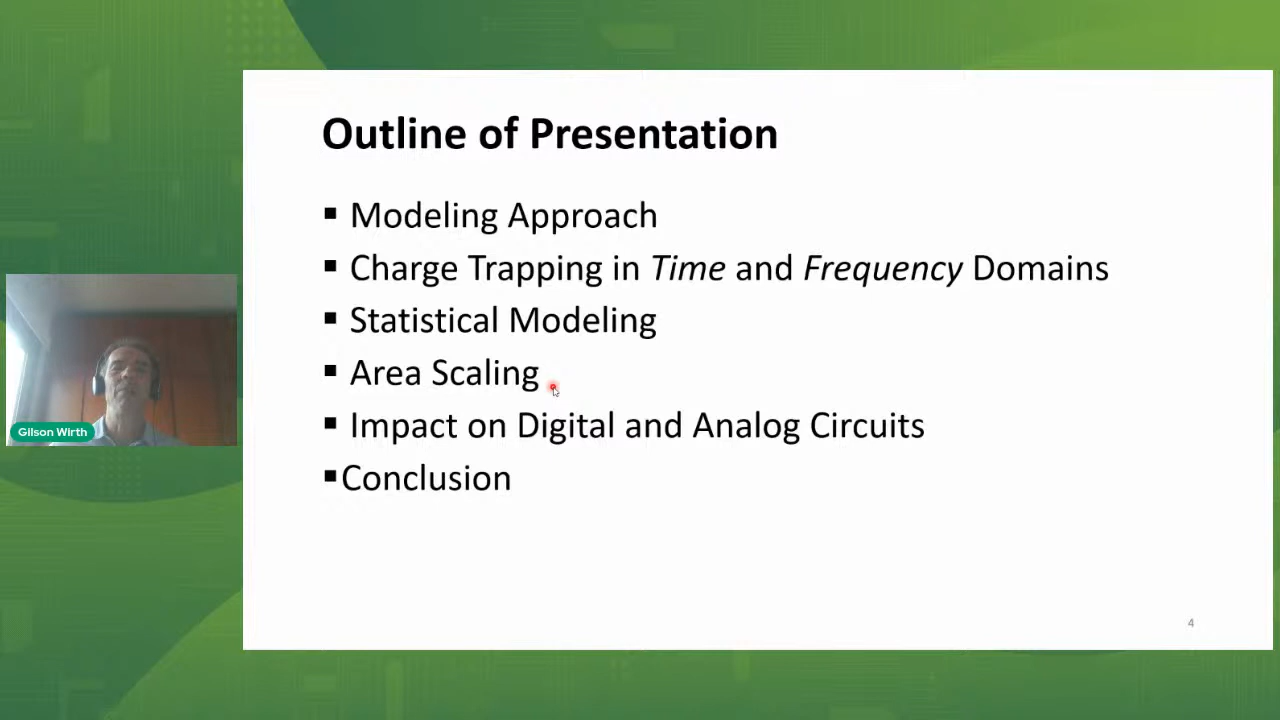 Outline of Presentation
▪ Modeling Approach
▪ Charge Trapping in Time and Frequency Domains
▪ Statistical Modeling
▪ Area Scaling
▪ Impact on Digital and Analog Circuits
▪Conclusion
Gilson Wirth
4